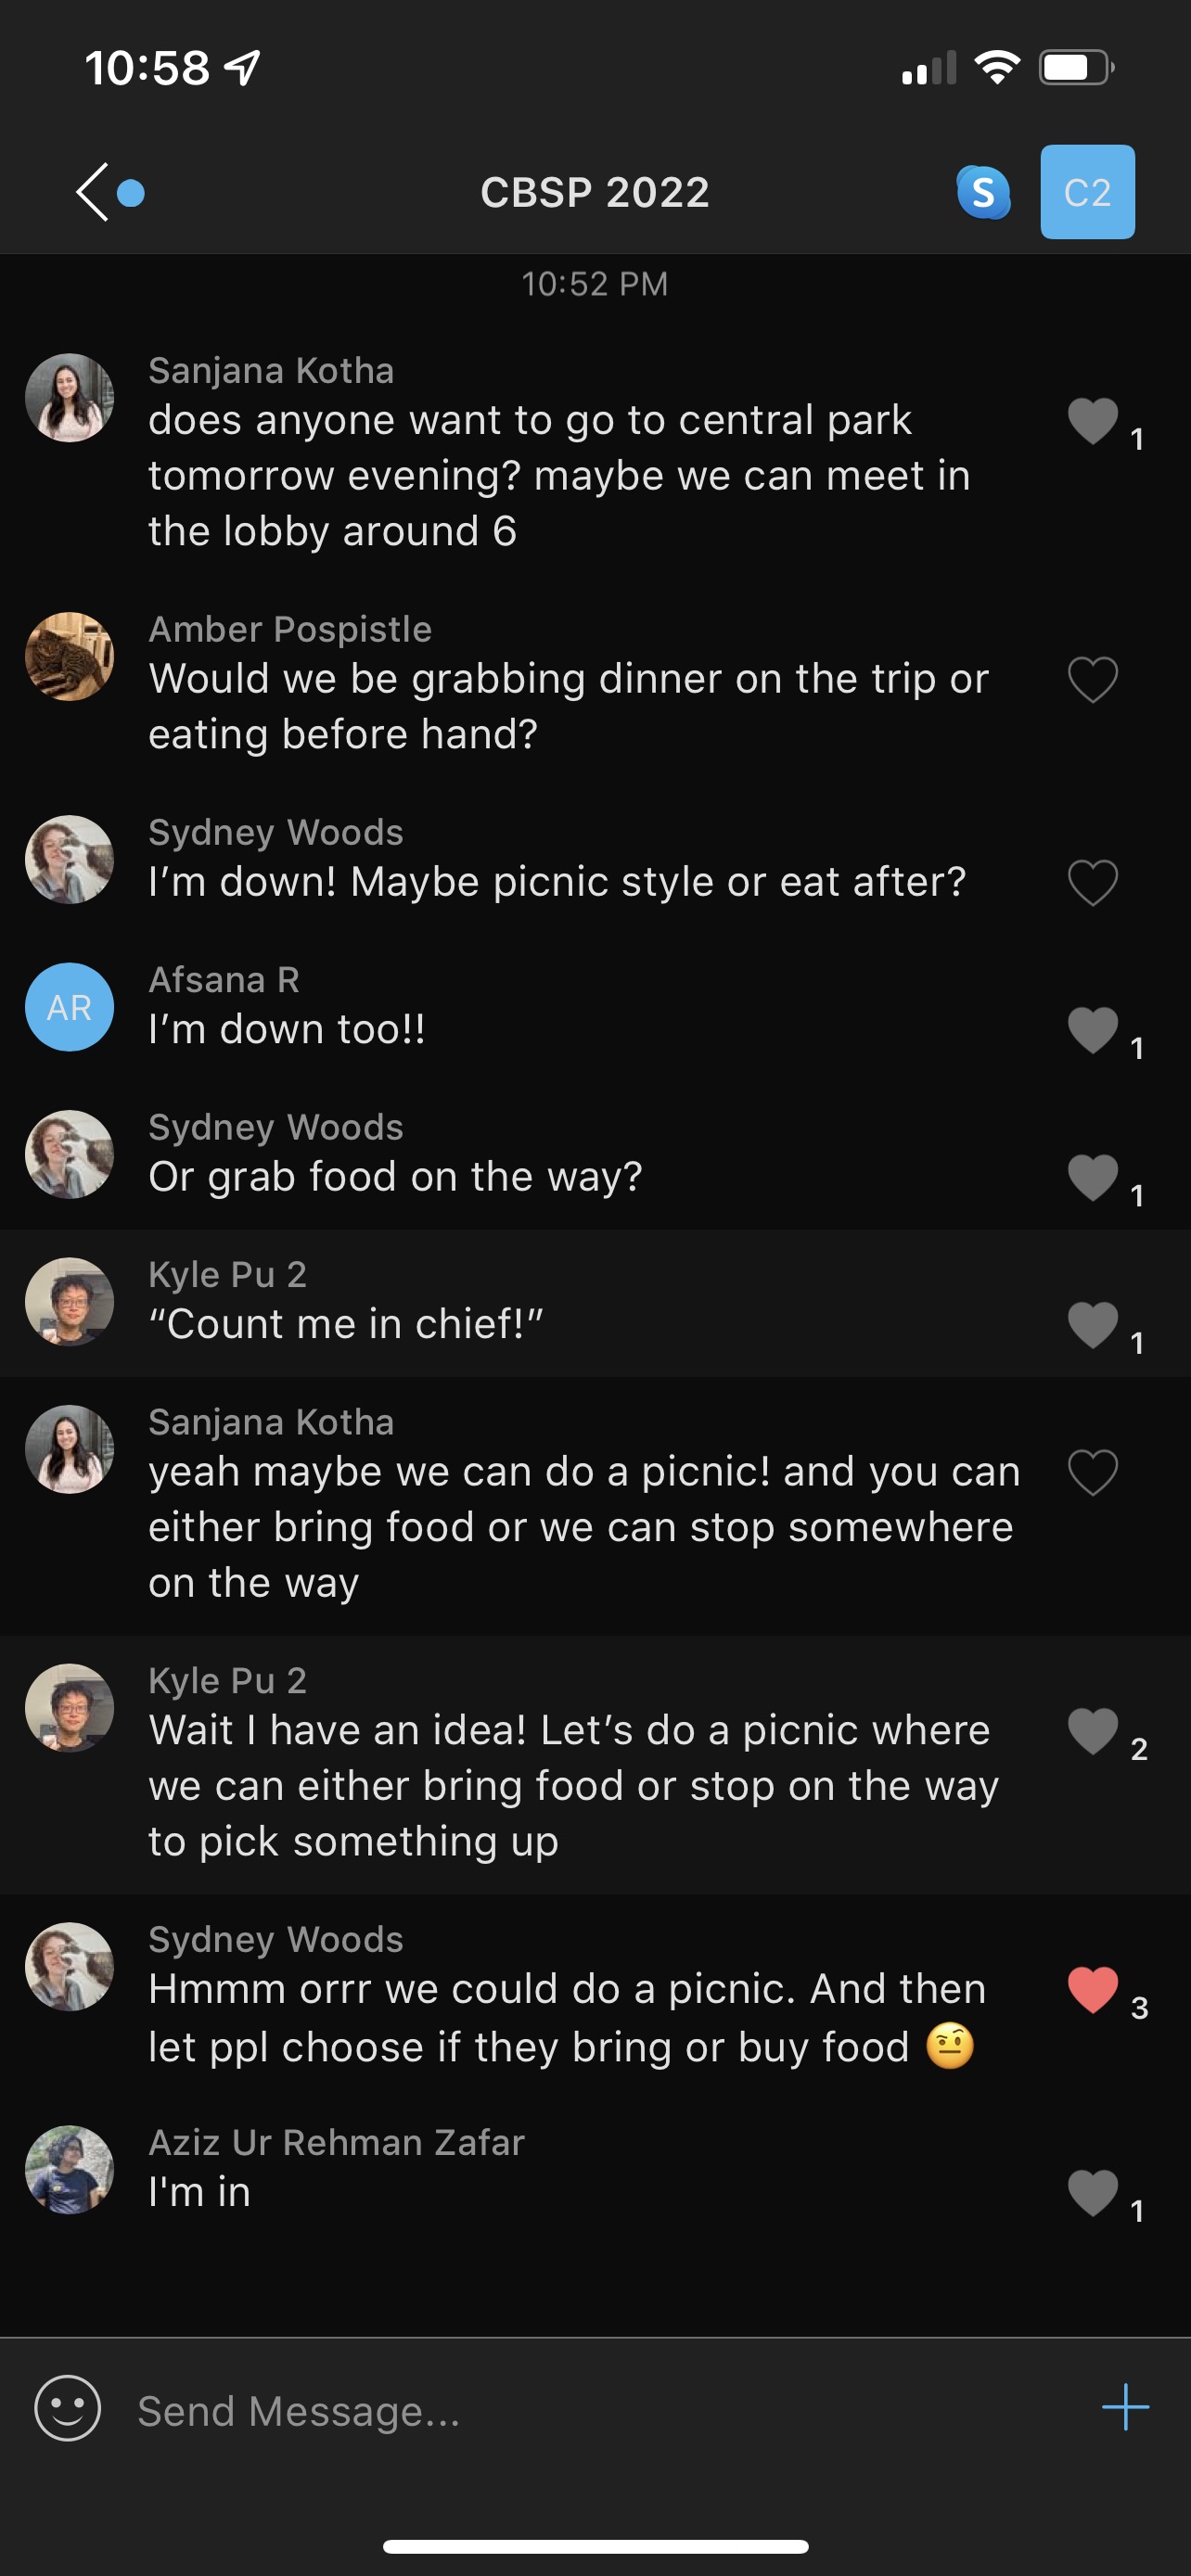 10:58
CBSP 2022
S
C2
10:52 PM
Sanjana Kotha
does anyone want to go to central park
tomorrow evening? maybe we can meet in
the lobby around 6
1
Amber Pospistle
Would we be grabbing dinner on the trip or
eating before hand?
Sydney Woods
I’m down! Maybe picnic style or eat after?
AR
Afsana R
I’m down too!!
1
Sydney Woods
Or grab food on the way?
1
Kyle Pu 2
“Count me in chief!”
1
Sanjana Kotha
yeah maybe we can do a picnic! and you can
either bring food or we can stop somewhere
on the way
Kyle Pu 2
Wait I have an idea! Let’s do a picnic where
we can either bring food or stop on the way
to pick something up
2
Sydney Woods
Hmmm orrr we could do a picnic. And then
let ppl choose if they bring or buy food 🤨
3
Aziz Ur Rehman Zafar
I'm in
1
Send Message...